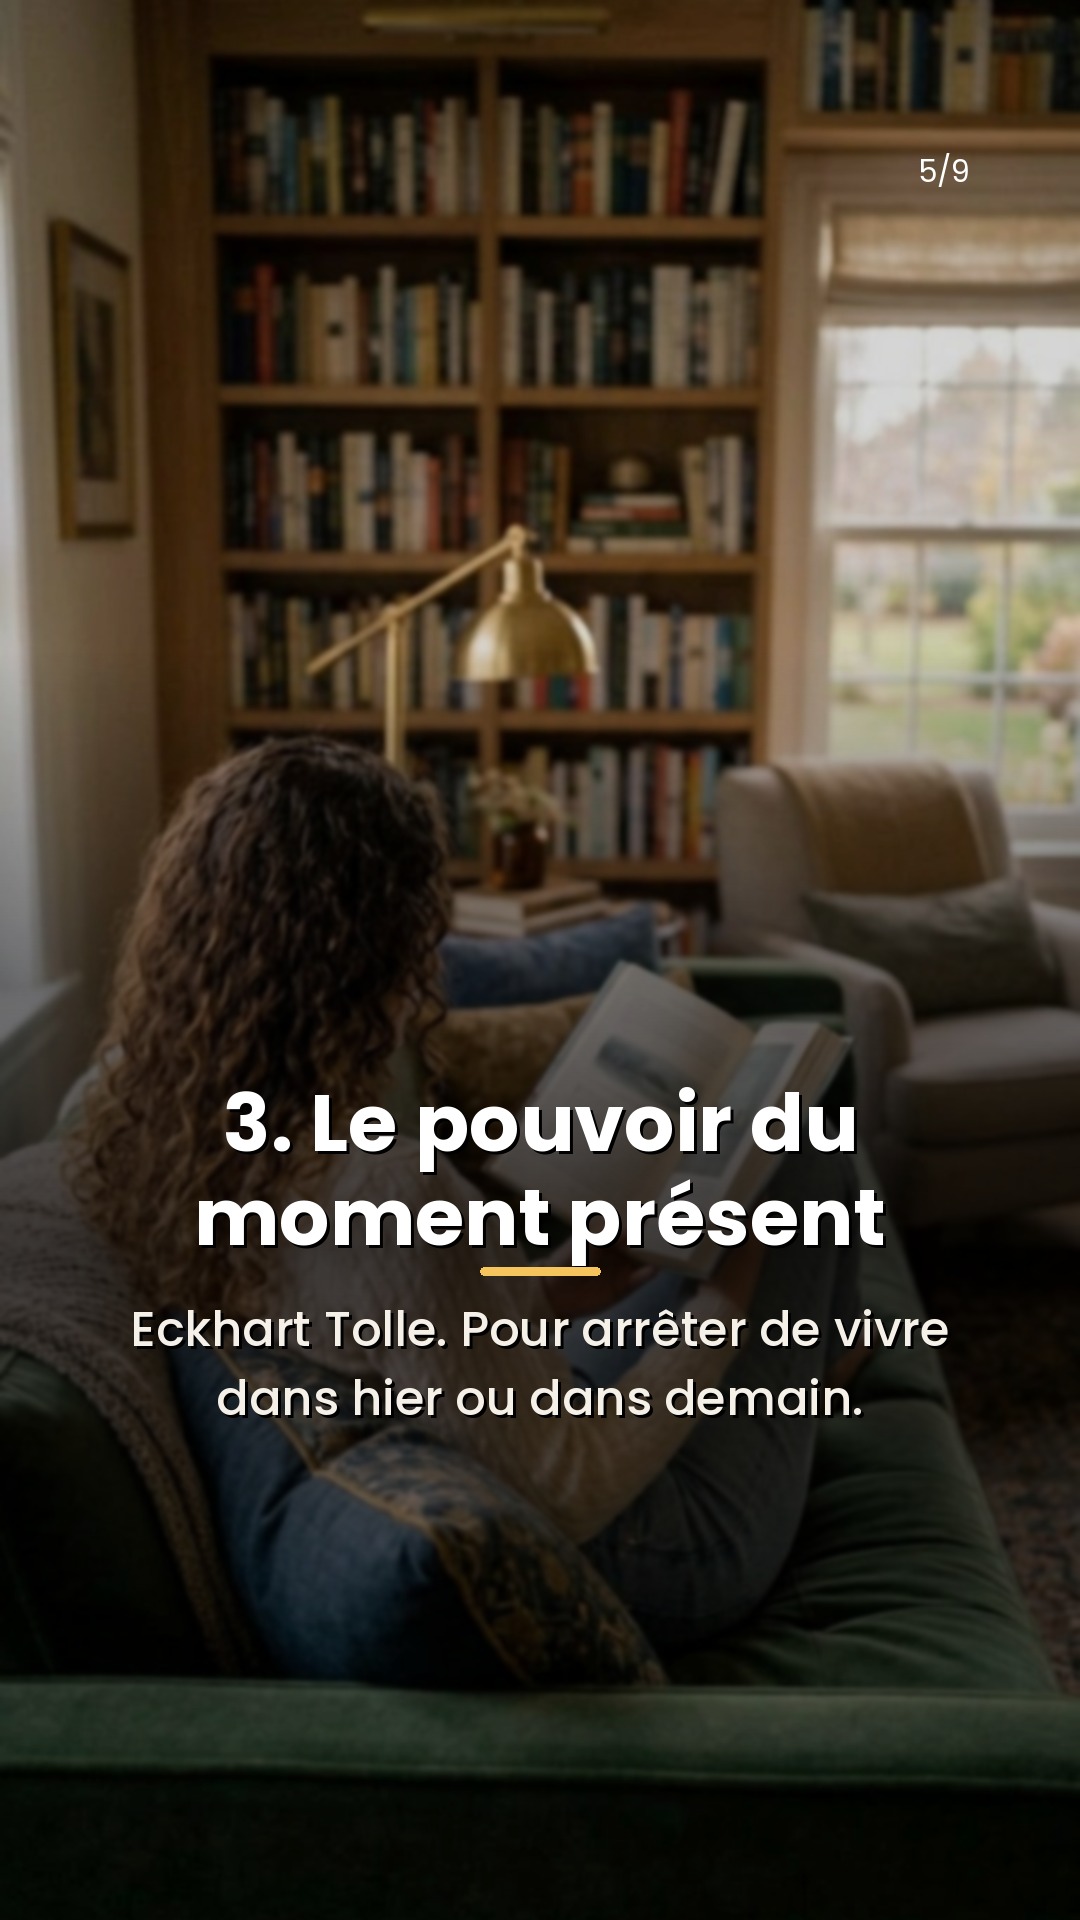 5/9
3. Le pouvoir du
moment présent
Eckhart Tolle. Pour arrêter de vivre
dans hier ou dans demain.